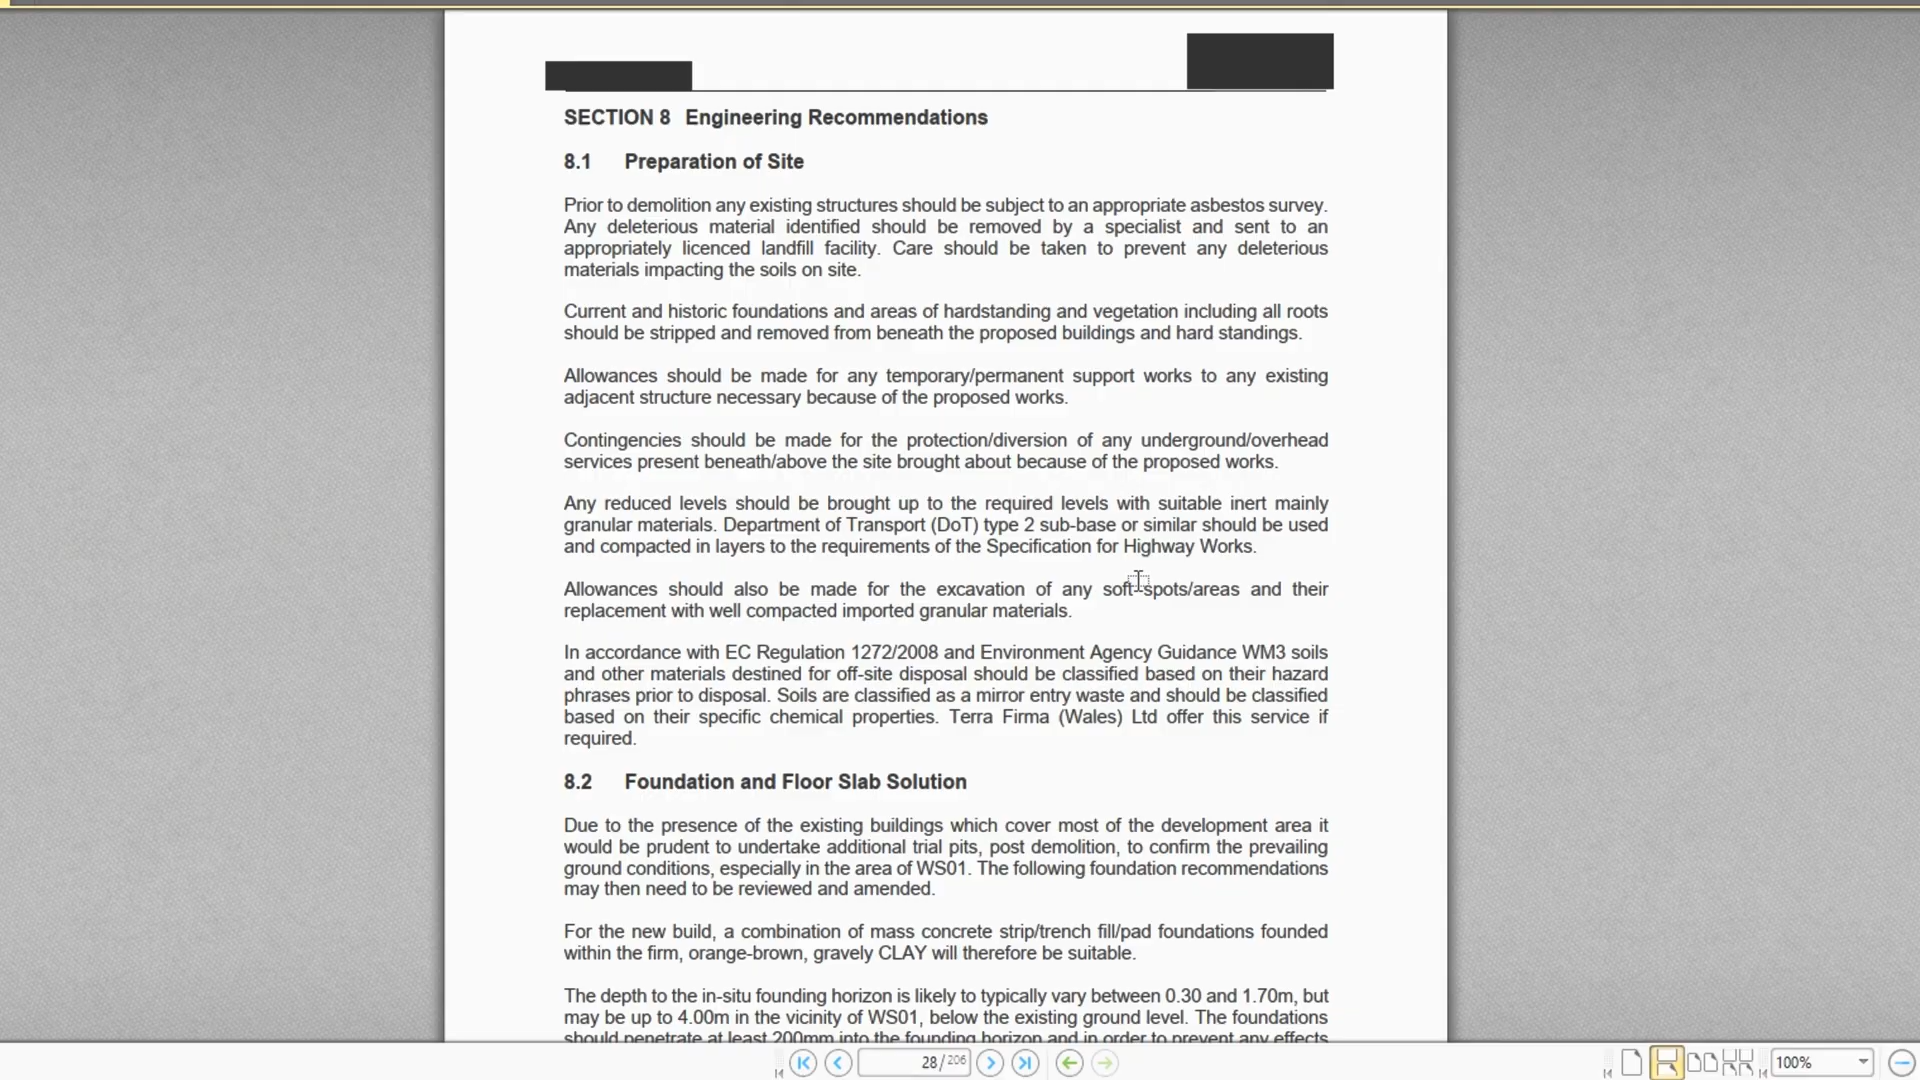 SECTION 8 Engineering Recommendations
8.1 Preparation of Site
Prior to demolition any existing structures should be subject to an appropriate asbestos survey.
Any deleterious material identified should be removed by a specialist and sent to an
appropriately licenced landfill facility. Care should be taken to prevent any deleterious
materials impacting the soils on site.
Current and historic foundations and areas of hardstanding and vegetation including all roots
should be stripped and removed from beneath the proposed buildings and hard standings.
Allowances should be made for any temporary/permanent support works to any existing
adjacent structure necessary because of the proposed works.
Contingencies should be made for the protection/diversion of any underground/overhead
services present beneath/above the site brought about because of the proposed works.
Any reduced levels should be brought up to the required levels with suitable inert mainly
granular materials. Department of Transport (DoT) type 2 sub-base or similar should be used
and compacted in layers to the requirements of the Specification for Highway Works.
Allowances should also be made for the excavation of any soft spots/areas and their
replacement with well compacted imported granular materials.
In accordance with EC Regulation 1272/2008 and Environment Agency Guidance WM3 soils
and other materials destined for off-site disposal should be classified based on their hazard
phrases prior to disposal. Soils are classified as a mirror entry waste and should be classified
based on their specific chemical properties. Terra Firma (Wales) Ltd offer this service if
required.
8.2 Foundation and Floor Slab Solution
Due to the presence of the existing buildings which cover most of the development area it
would be prudent to undertake additional trial pits, post demolition, to confirm the prevailing
ground conditions, especially in the area of WS01. The following foundation recommendations
may then need to be reviewed and amended.
For the new build, a combination of mass concrete strip/trench fill/pad foundations founded
within the firm, orange-brown, gravely CLAY will therefore be suitable.
The depth to the in-situ founding horizon is likely to typically vary between 0.30 and 1.70m, but
may be up to 4.00m in the vicinity of WS01, below the existing ground level. The foundations
should penetrate at least 200mm into the founding horizon and in order to prevent any effects
28 / 206
100%